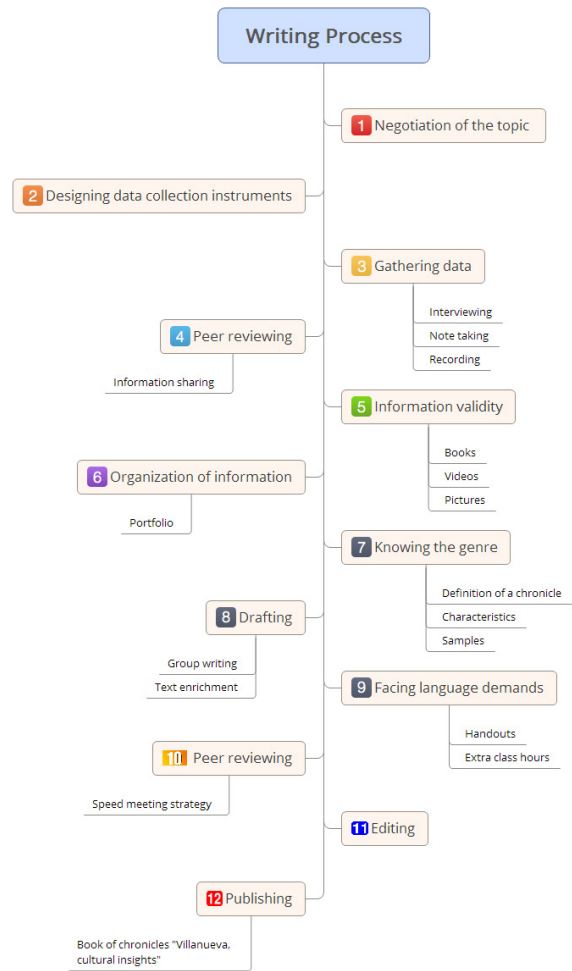 Writing Process
1 Negotiation of the topic
2 Designing data collection instruments
3 Gathering data
Interviewing
Note taking
Recording
4 Peer reviewing
Information sharing
5 Information validity
Books
Videos
Pictures
6 Organization of information
Portfolio
7 Knowing the genre
Definition of a chronicle
Characteristics
Samples
8 Drafting
Group writing
Text enrichment
9 Facing language demands
Handouts
Extra class hours
10 Peer reviewing
Speed meeting strategy
11 Editing
12 Publishing
Book of chronicles "Villanueva,
cultural insights"